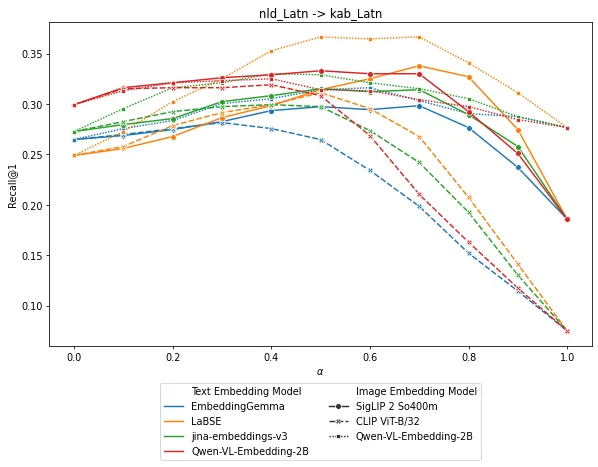 nld_Latn -> kab_Latn
Recall@1
0.35
0.30
0.25
0.20
0.15
0.10
0.0 0.2 0.4 0.6 0.8 1.0
α
Text Embedding Model Image Embedding Model
EmbeddingGemma SigLIP 2 So400m
LaBSE CLIP ViT-B/32
jina-embeddings-v3 Qwen-VL-Embedding-2B
Qwen-VL-Embedding-2B